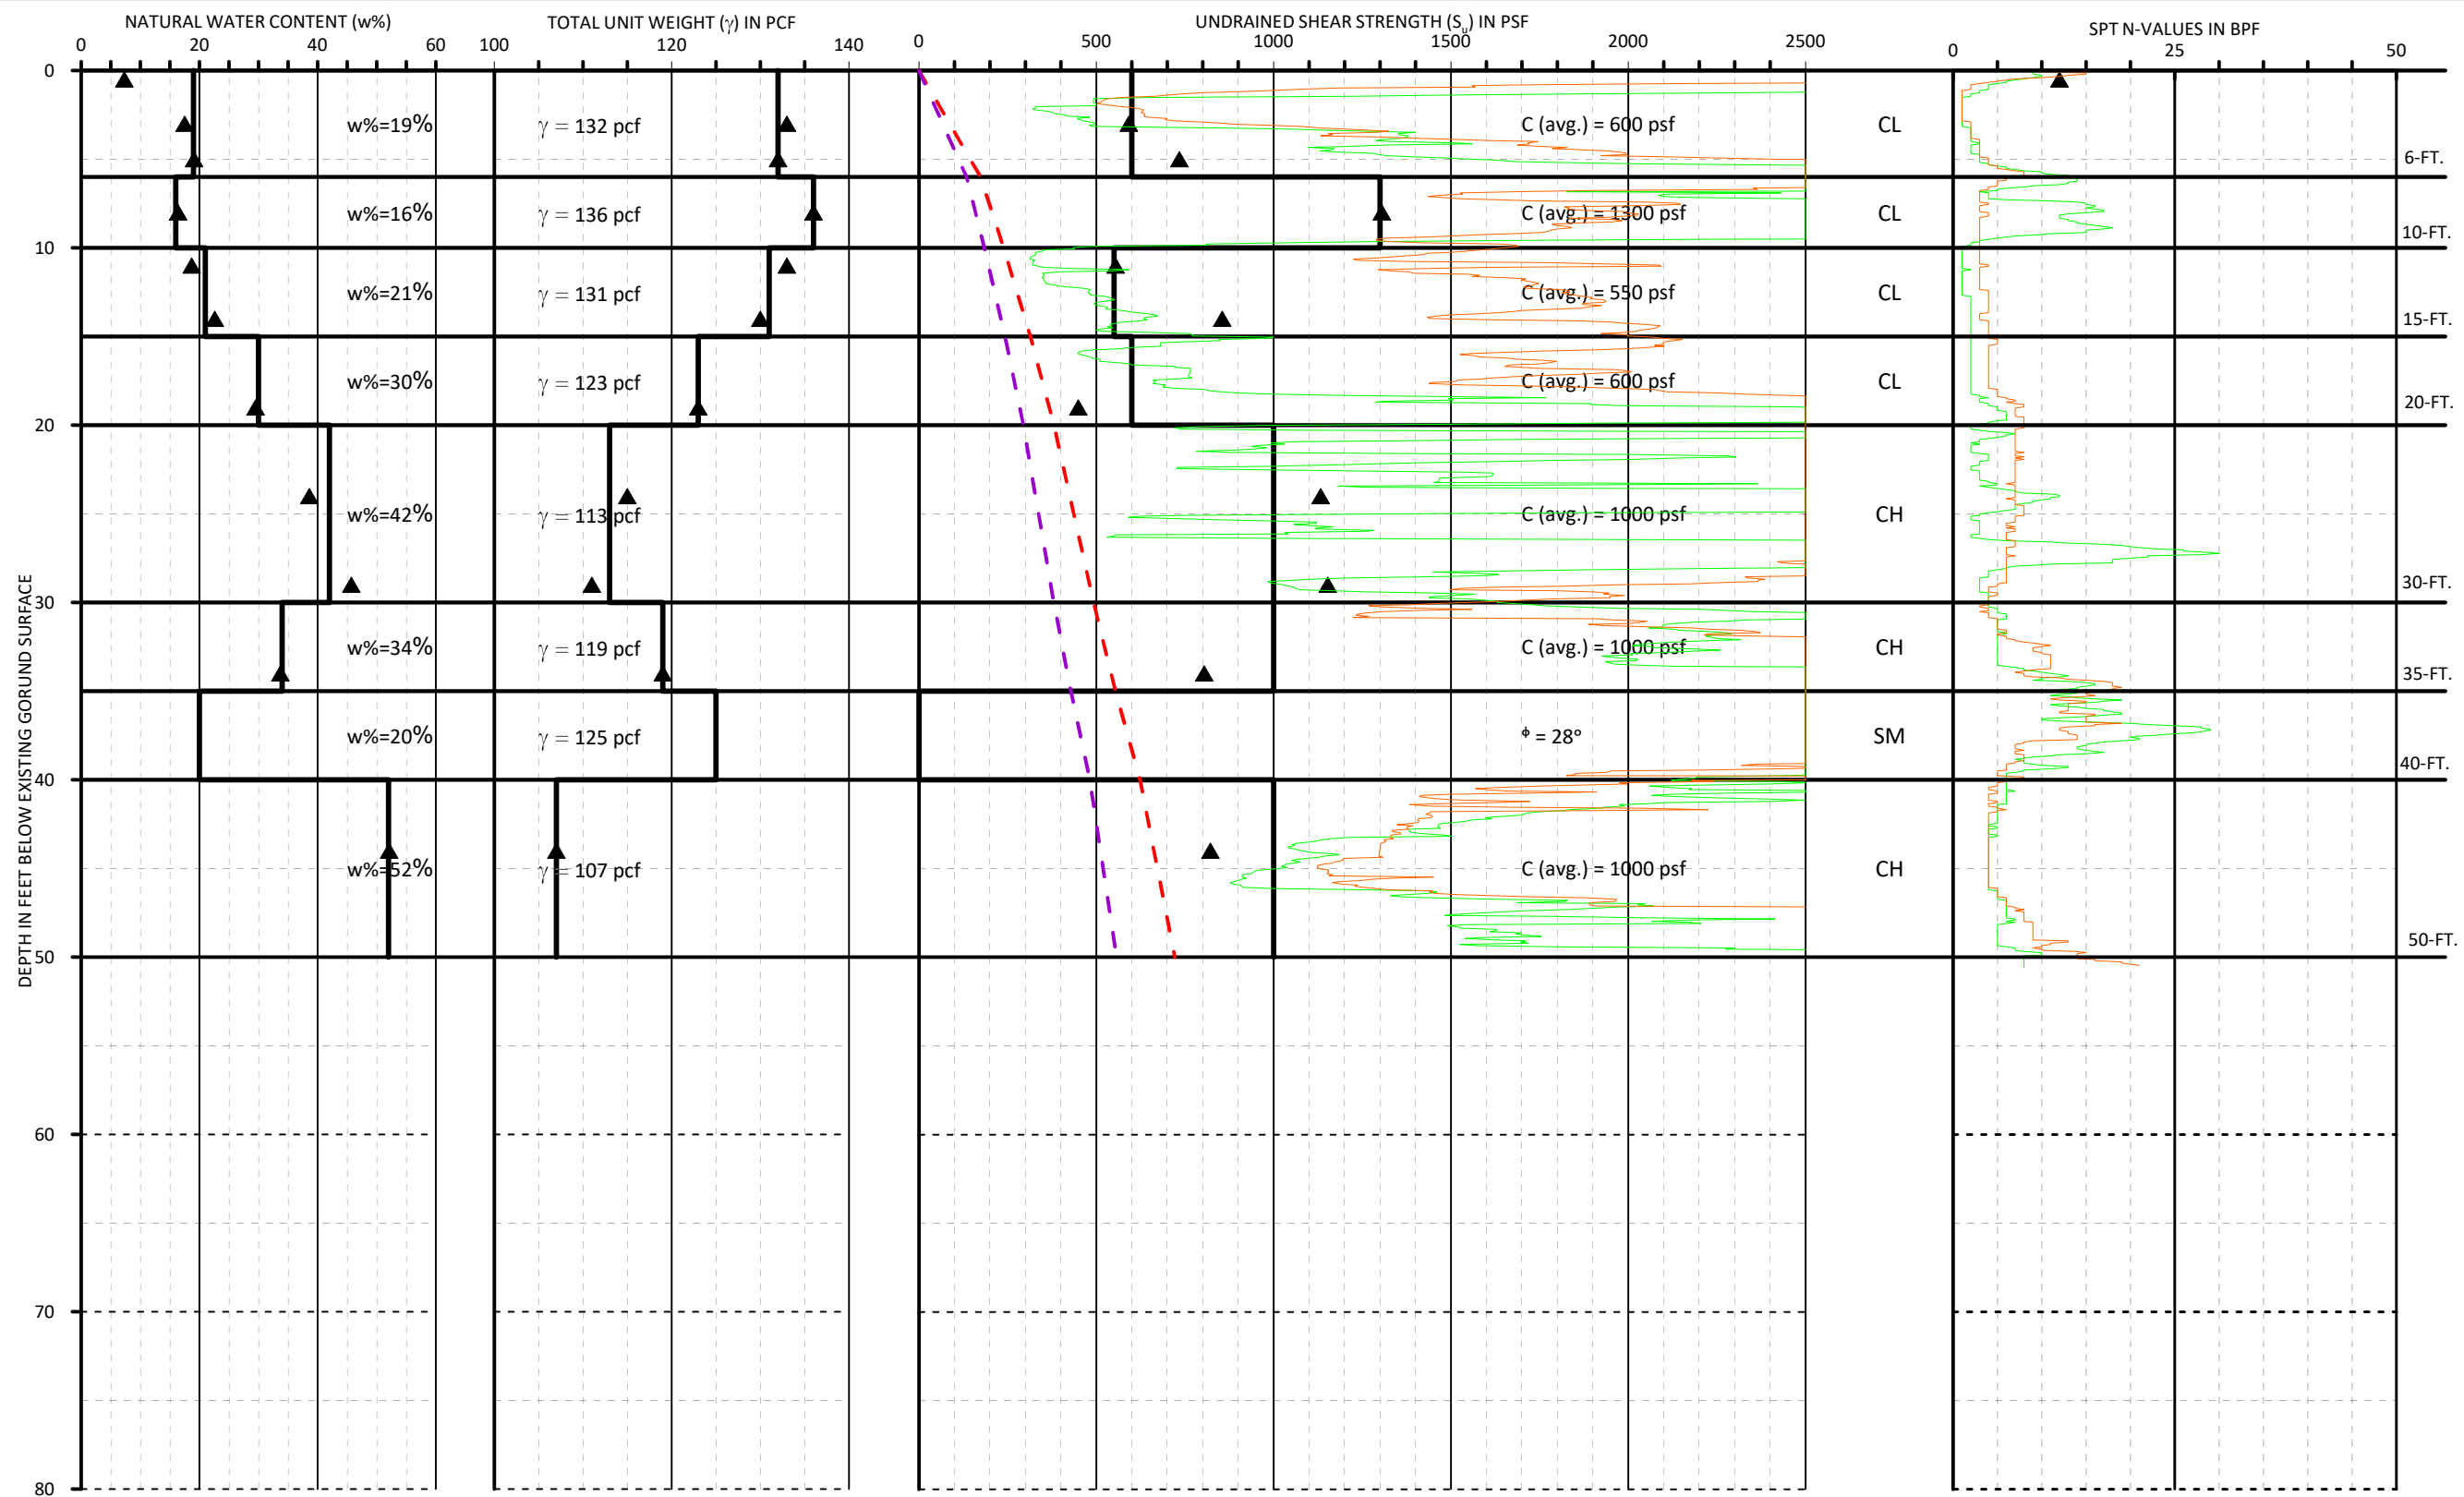 NATURAL WATER CONTENT (w%) TOTAL UNIT WEIGHT (γ) IN PCF UNDRAINED SHEAR STRENGTH (Su) IN PSF SPT N-VALUES IN BPF
0 20 40 60 100 120 140 0 500 1000 1500 2000 2500 0 25 50
0
w%=19% γ = 132 pcf C (avg.) = 600 psf CL
6-FT.
w%=16% γ = 136 pcf C (avg.) = 1300 psf CL
10-FT.
10
w%=21% γ = 131 pcf C (avg.) = 550 psf CL
15-FT.
w%=30% γ = 123 pcf C (avg.) = 600 psf CL
20-FT.
20
w%=42% γ = 113 pcf C (avg.) = 1000 psf CH
30-FT.
30
w%=34% γ = 119 pcf C (avg.) = 1000 psf CH
35-FT.
w%=20% γ = 125 pcf ϕ = 28° SM
40-FT.
40
w%=52% γ = 107 pcf C (avg.) = 1000 psf CH
50-FT.
50
60
70
80
DEPTH IN FEET BELOW EXISTING GORUND SURFACE